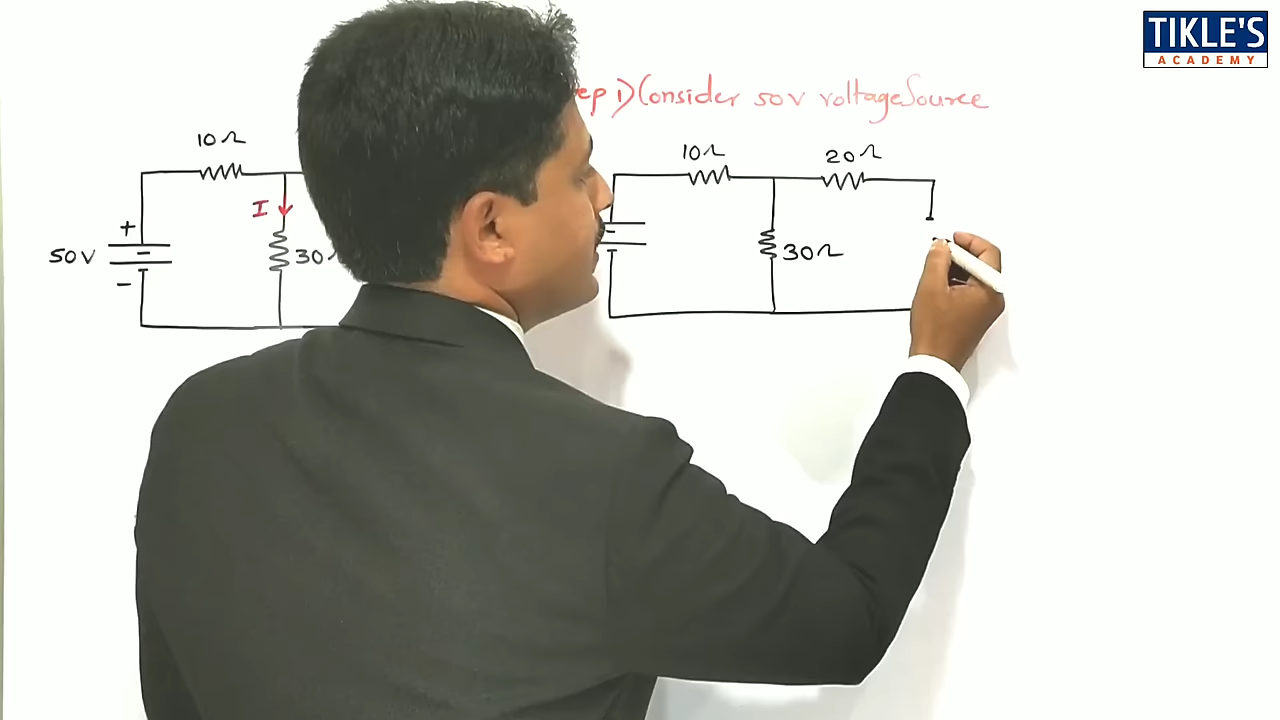 TIKLE'S
ACADEMY
ep 1) Consider 50V voltage Source
10Ω
I
+
50V
30
-
10Ω
20Ω
30Ω